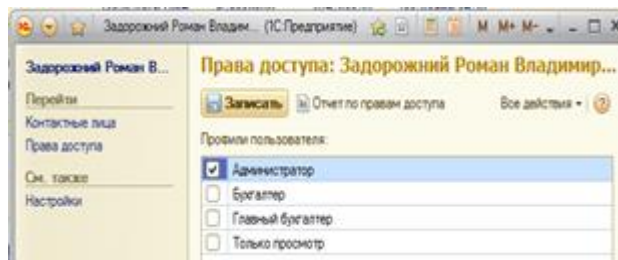 Задорожний Роман Владим... (1С:Предприятие) M M+ M-
Задорожний Роман В...
Перейти
Контактные лица
Права доступа
См. также
Настройки
Права доступа: Задорожний Роман Владимир...
Записать Отчет по правам доступа Все действия
Профили пользователя:
Администратор
Бухгалтер
Главный бухгалтер
Только просмотр